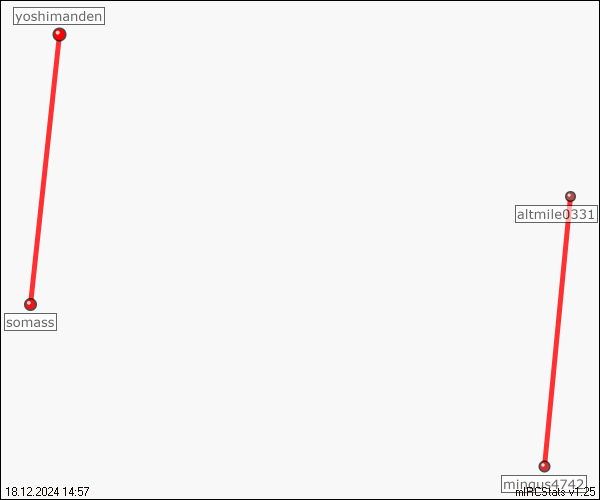 yoshimanden
altmile0331
somass
mingus4742
18.12.2024 14:57
mIRCStats v1.25